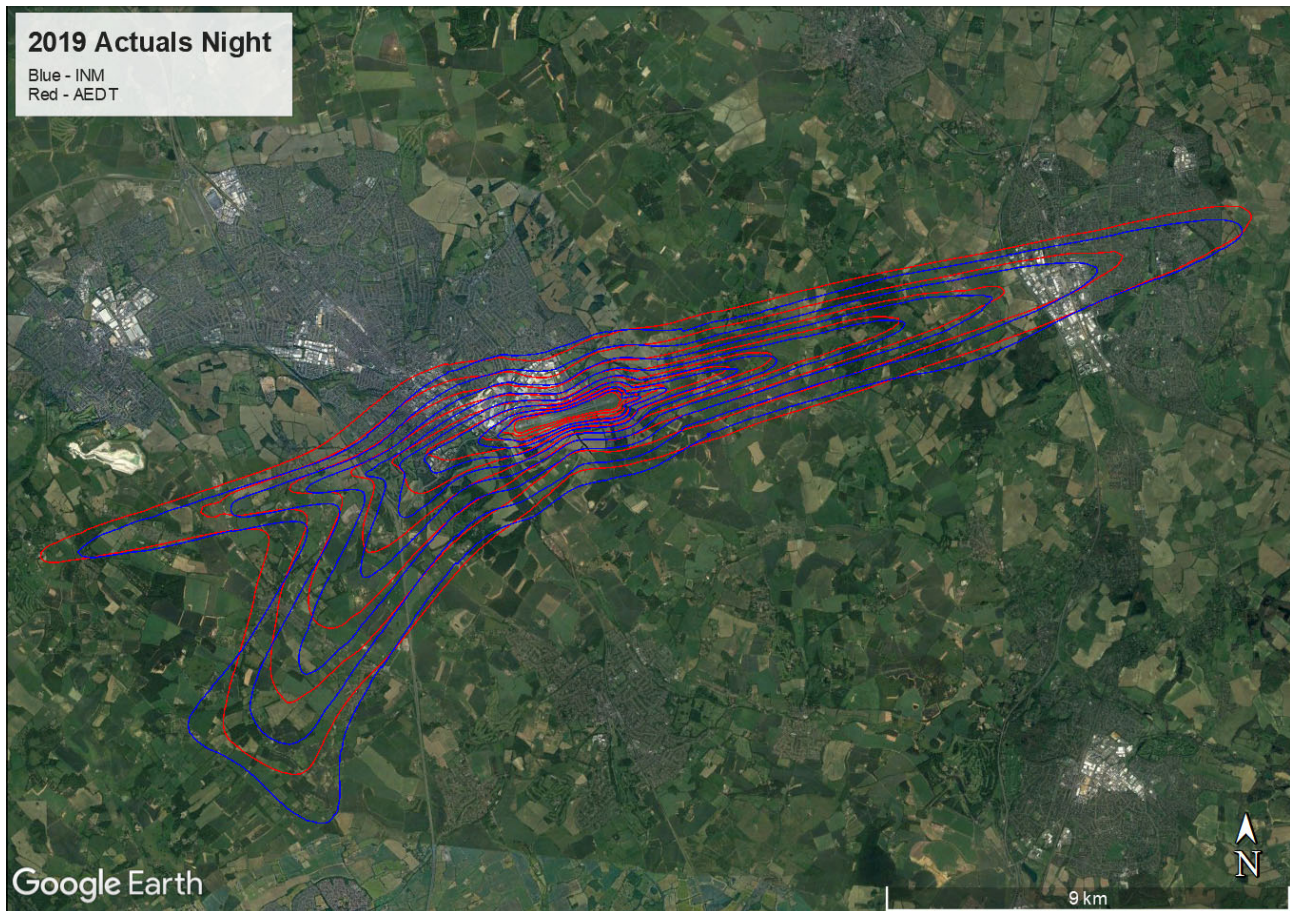 2019 Actuals Night
Blue - INM
Red - AEDT
Google Earth
9 km
N